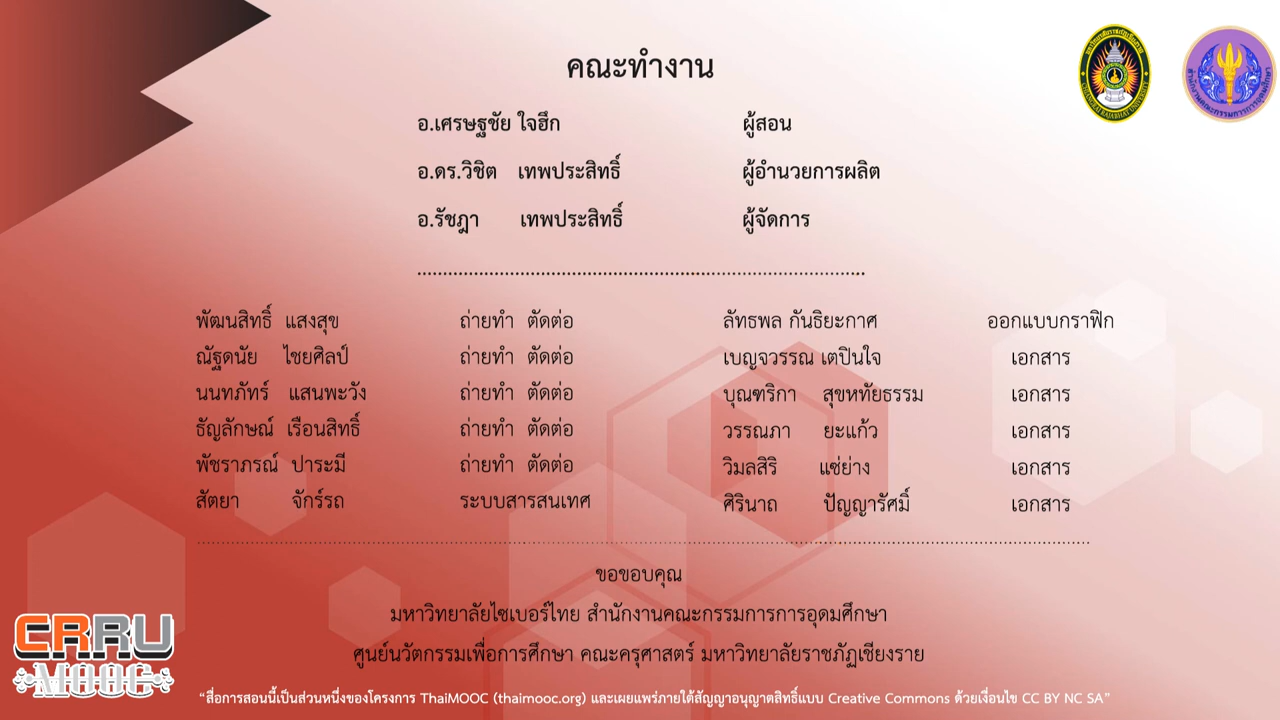 คณะทำงาน
อ.เศรษฐชัย ใจฮึก ผู้สอน
อ.ดร.วิชิต เทพประสิทธิ์ ผู้อำนวยการผลิต
อ.รัชฎา เทพประสิทธิ์ ผู้จัดการ
พัฒนสิทธิ์ แสงสุข ถ่ายทำ ตัดต่อ ลัทธพล กันธิยะกาศ ออกแบบกราฟิก
ณัฐดนัย ไชยศิลป์ ถ่ายทำ ตัดต่อ เบญจวรรณ เตปินใจ เอกสาร
นนทภัทร์ แสนพะวัง ถ่ายทำ ตัดต่อ บุณฑริกา สุขหทัยธรรม เอกสาร
ธัญลักษณ์ เรือนสิทธิ์ ถ่ายทำ ตัดต่อ วรรณภา ยะแก้ว เอกสาร
พัชราภรณ์ ปาระมี ถ่ายทำ ตัดต่อ วิมลสิริ แซ่ย่าง เอกสาร
สัตยา จักร์รถ ระบบสารสนเทศ ศิรินาถ ปัญญารัศมิ์ เอกสาร
ขอขอบคุณ
มหาวิทยาลัยไซเบอร์ไทย สำนักงานคณะกรรมการการอุดมศึกษา
ศูนย์นวัตกรรมเพื่อการศึกษา คณะครุศาสตร์ มหาวิทยาลัยราชภัฏเชียงราย
CRRU
MOOC
“สื่อการสอนนี้เป็นส่วนหนึ่งของโครงการ ThaiMOOC (thaimooc.org) และเผยแพร่ภายใต้สัญญาอนุญาตสิทธิ์แบบ Creative Commons ด้วยเงื่อนไข CC BY NC SA”